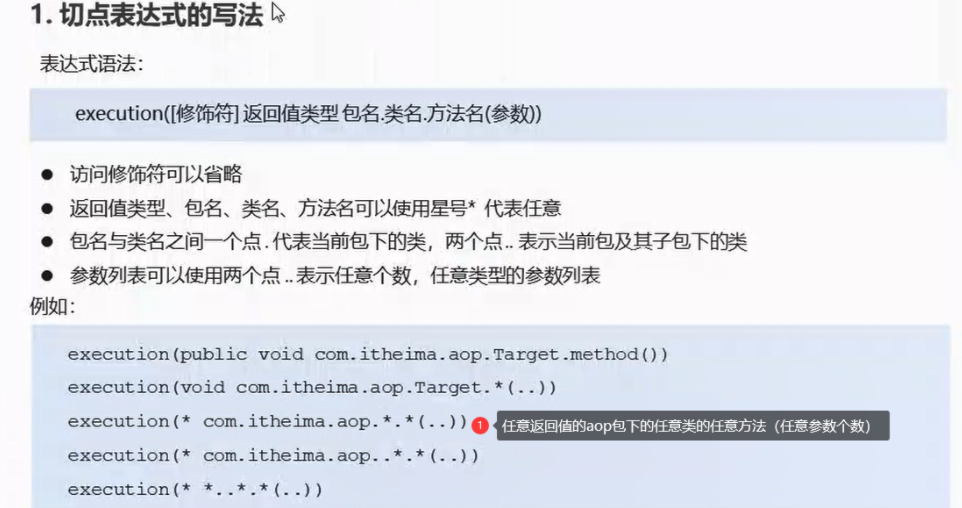 1. 切点表达式的写法
表达式语法：
execution([修饰符] 返回值类型 包名.类名.方法名(参数))
● 访问修饰符可以省略
● 返回值类型、包名、类名、方法名可以使用星号* 代表任意
● 包名与类名之间一个点 . 代表当前包下的类，两个点 .. 表示当前包及其子包下的类
● 参数列表可以使用两个点 .. 表示任意个数，任意类型的参数列表
例如：
execution(public void com.itheima.aop.Target.method())
execution(void com.itheima.aop.Target.*(..))
execution(* com.itheima.aop.*.*(..)) 1 任意返回值的aop包下的任意类的任意方法（任意参数个数）
execution(* com.itheima.aop..*.*(..))
execution(* *..*.*(..))